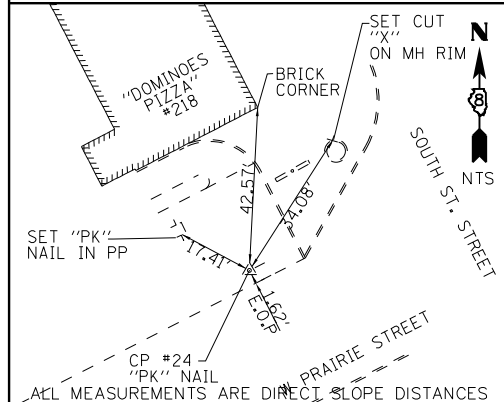 SET CUT
"X"
ON MH RIM
N
8
NTS
"DOMINOES
PIZZA"
#218
BRICK
CORNER
SOUTH ST. STREET
42.57'
34.08'
SET "PK"
NAIL IN PP
17.41'
1.62'
E.O.P
CP #24
"PK" NAIL
W PRAIRIE STREET
ALL MEASUREMENTS ARE DIRECT SLOPE DISTANCES